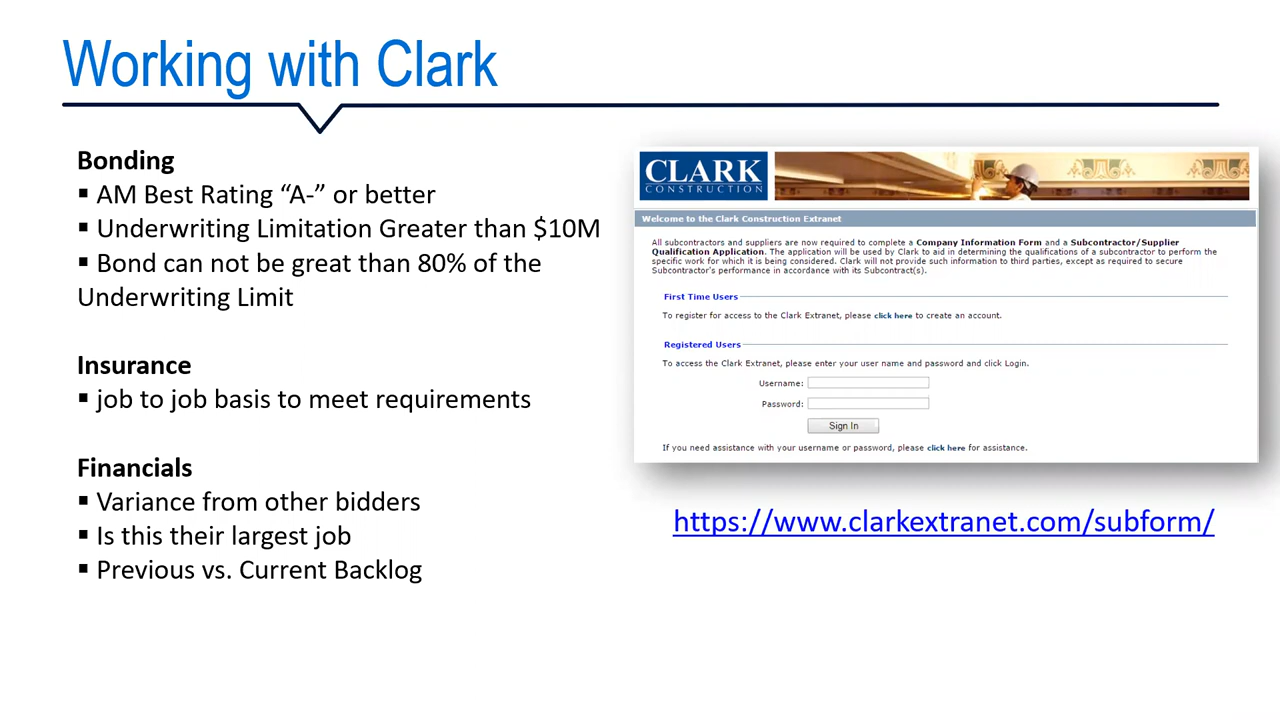 Working with Clark
Bonding
▪ AM Best Rating “A-” or better
▪ Underwriting Limitation Greater than $10M
▪ Bond can not be great than 80% of the
Underwriting Limit
Insurance
▪ job to job basis to meet requirements
Financials
▪ Variance from other bidders
▪ Is this their largest job
▪ Previous vs. Current Backlog
CLARK
CONSTRUCTION
Welcome to the Clark Construction Extranet
All subcontractors and suppliers are now required to complete a Company Information Form and a Subcontractor/Supplier
Qualification Application. The application will be used by Clark to aid in determining the qualifications of a subcontractor to perform the
specific work for which it is being considered. Clark will not provide such information to third parties, except as required to secure
Subcontractor's performance in accordance with its Subcontract(s).
First Time Users
To register for access to the Clark Extranet, please click here to create an account.
Registered Users
To access the Clark Extranet, please enter your user name and password and click Login.
Username:
Password:
Sign In
If you need assistance with your username or password, please click here for assistance.
https://www.clarkextranet.com/subform/